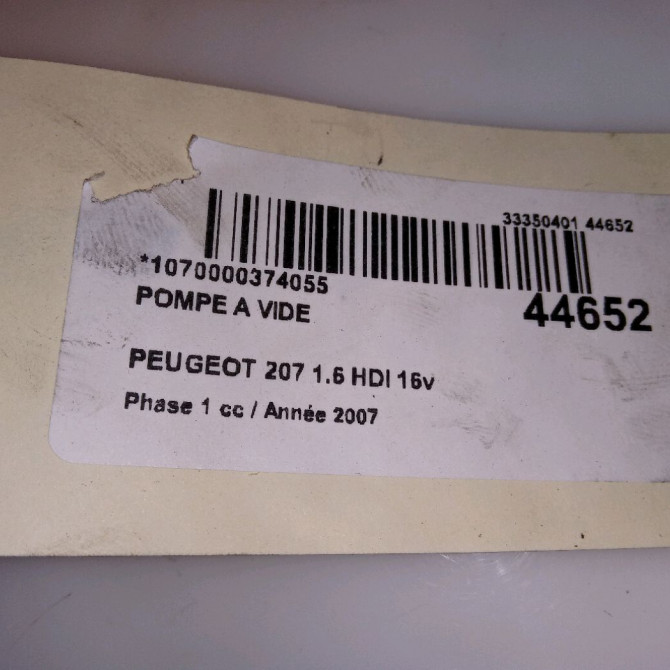 33350401 44652
*1070000374055
44652
POMPE A VIDE
PEUGEOT 207 1.6 HDI 16v
Phase 1 cc / Année 2007